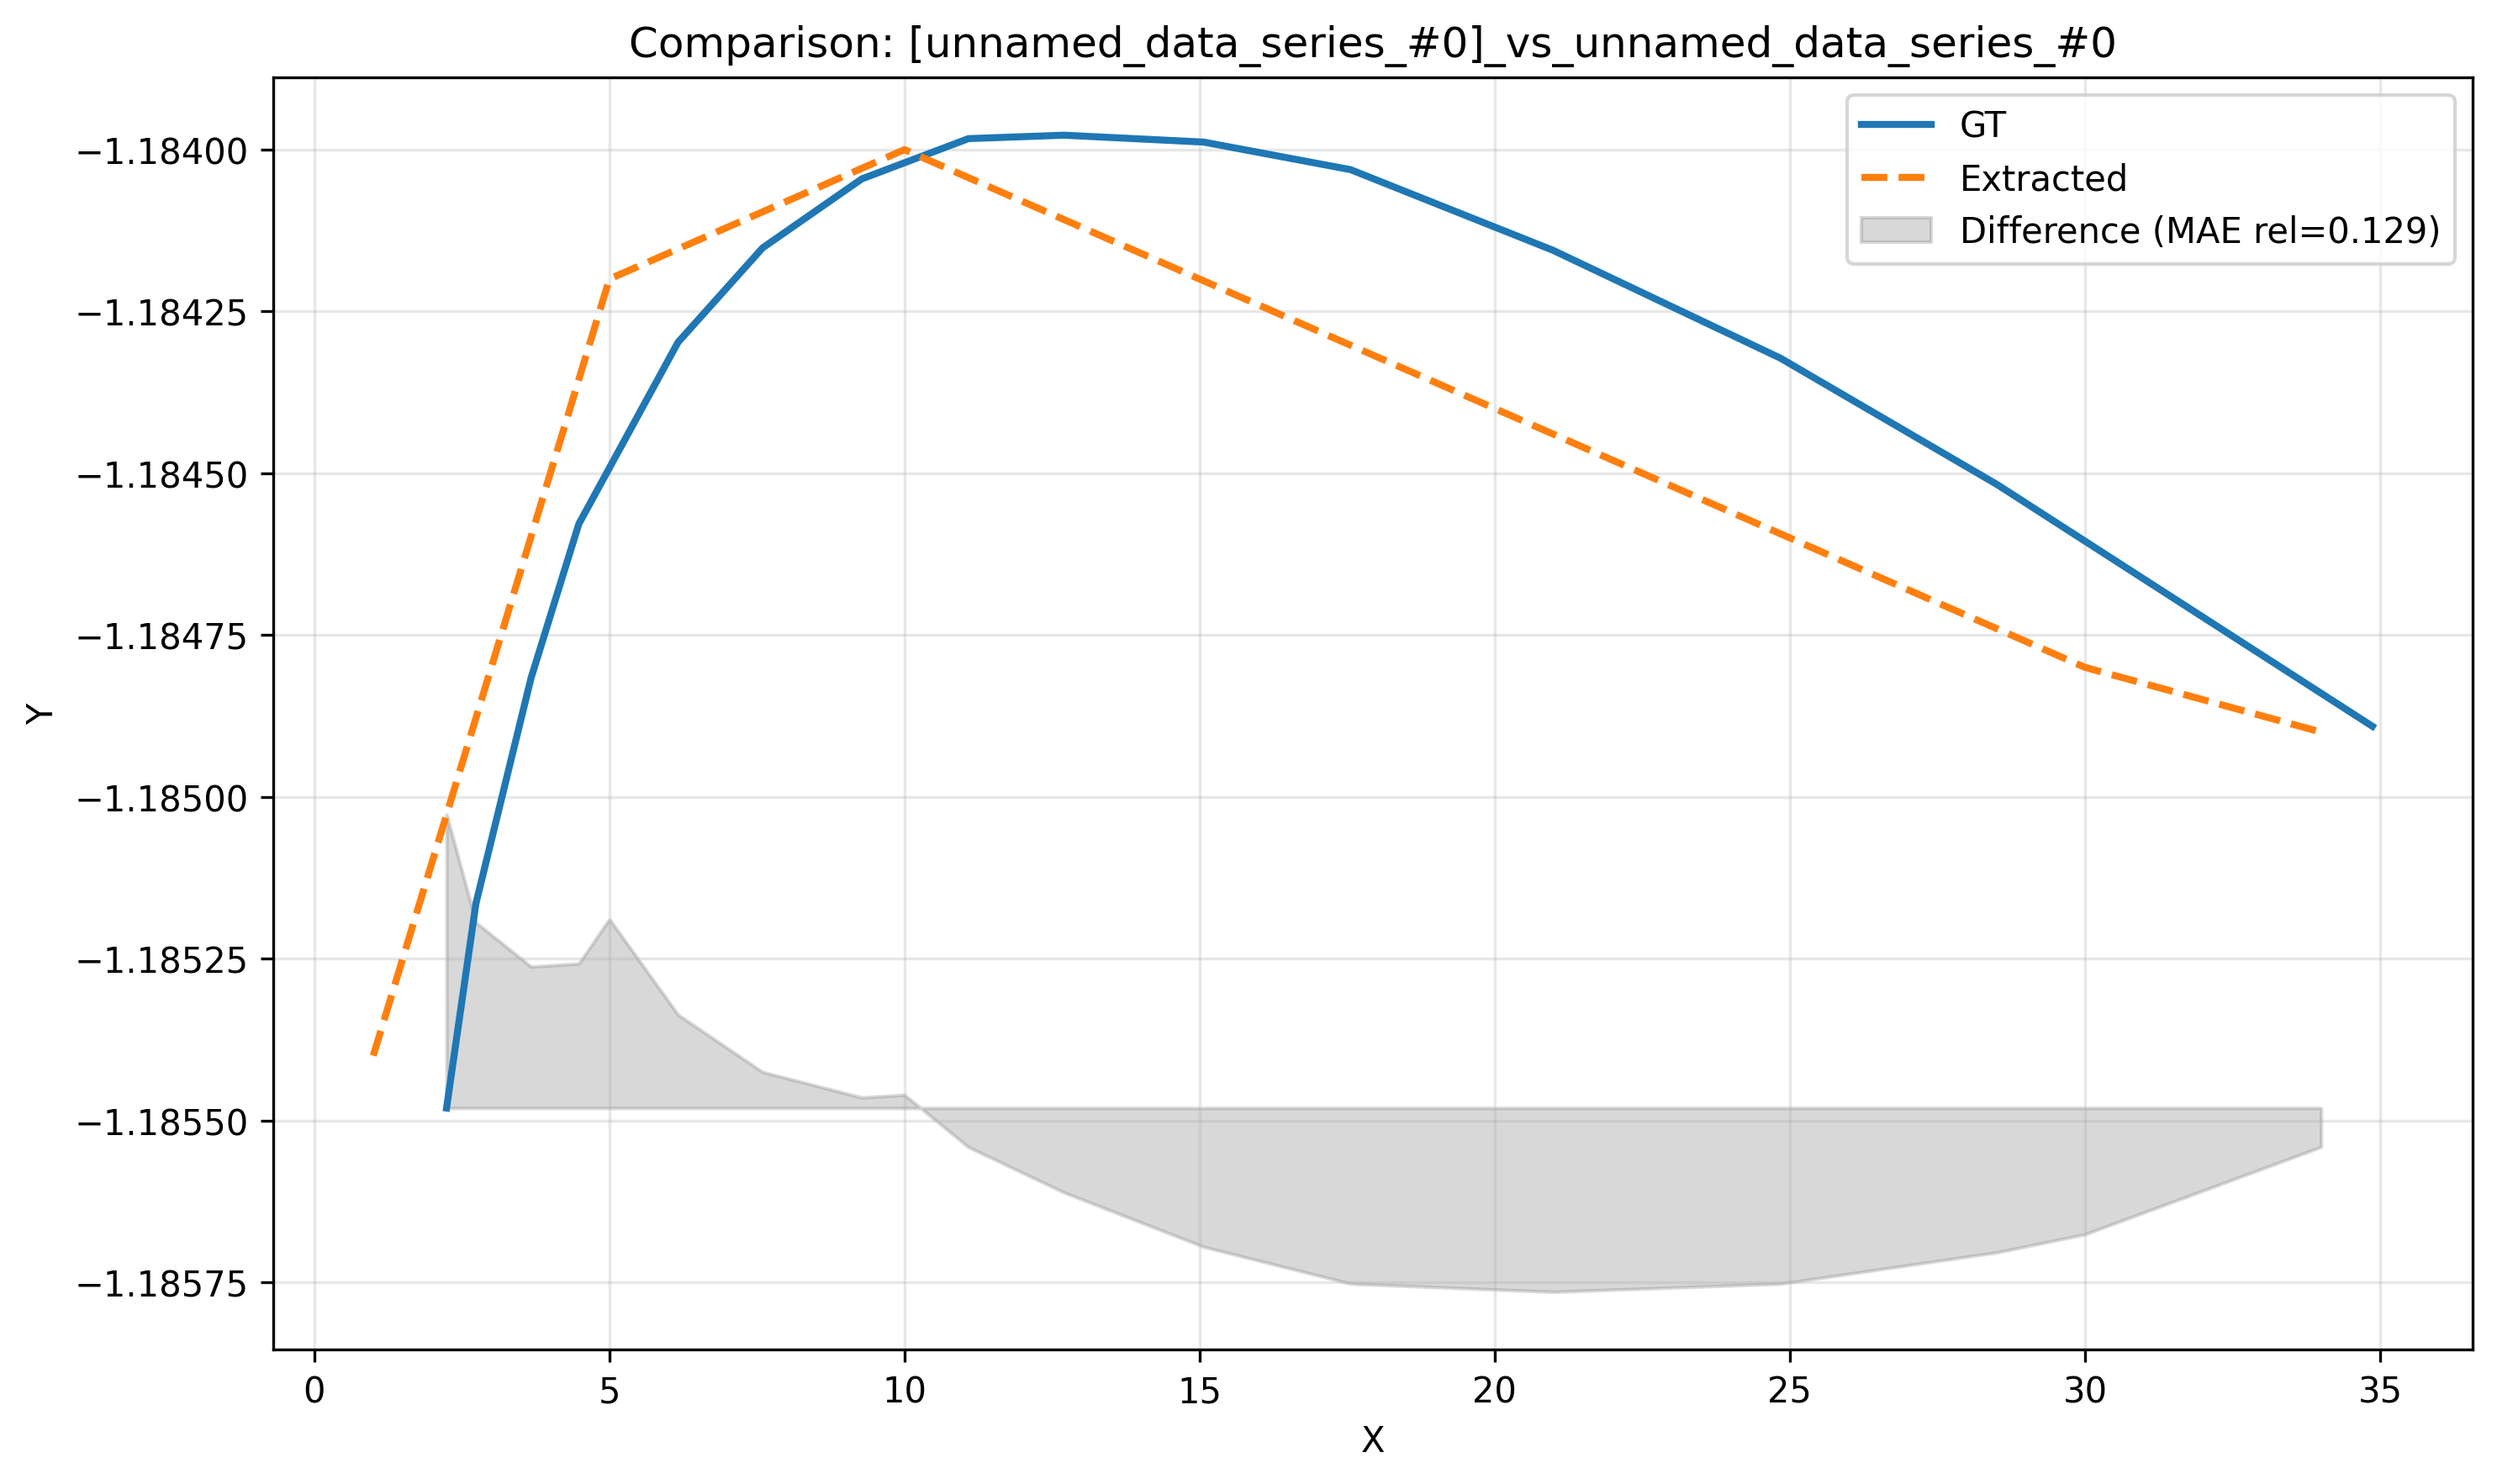 Comparison: [unnamed_data_series_#0]_vs_unnamed_data_series_#0
GT
Extracted
Difference (MAE rel=0.129)
Y
−1.18400
−1.18425
−1.18450
−1.18475
−1.18500
−1.18525
−1.18550
−1.18575
0 5 10 15 20 25 30 35
X